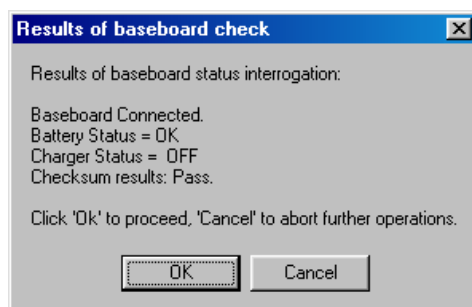 Results of baseboard check
Results of baseboard status interrogation:
Baseboard Connected.
Battery Status = OK
Charger Status =  OFF
Checksum results: Pass.
Click 'Ok' to proceed, 'Cancel' to abort further operations.
OK
Cancel